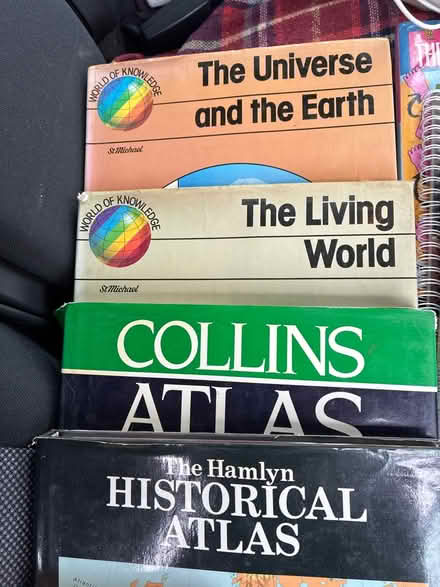 WORLD OF KNOWLEDGE
The Universe
and the Earth
St Michael
WORLD OF KNOWLEDGE
The Living
World
St Michael
COLLINS
ATLAS
The Hamlyn
HISTORICAL
ATLAS